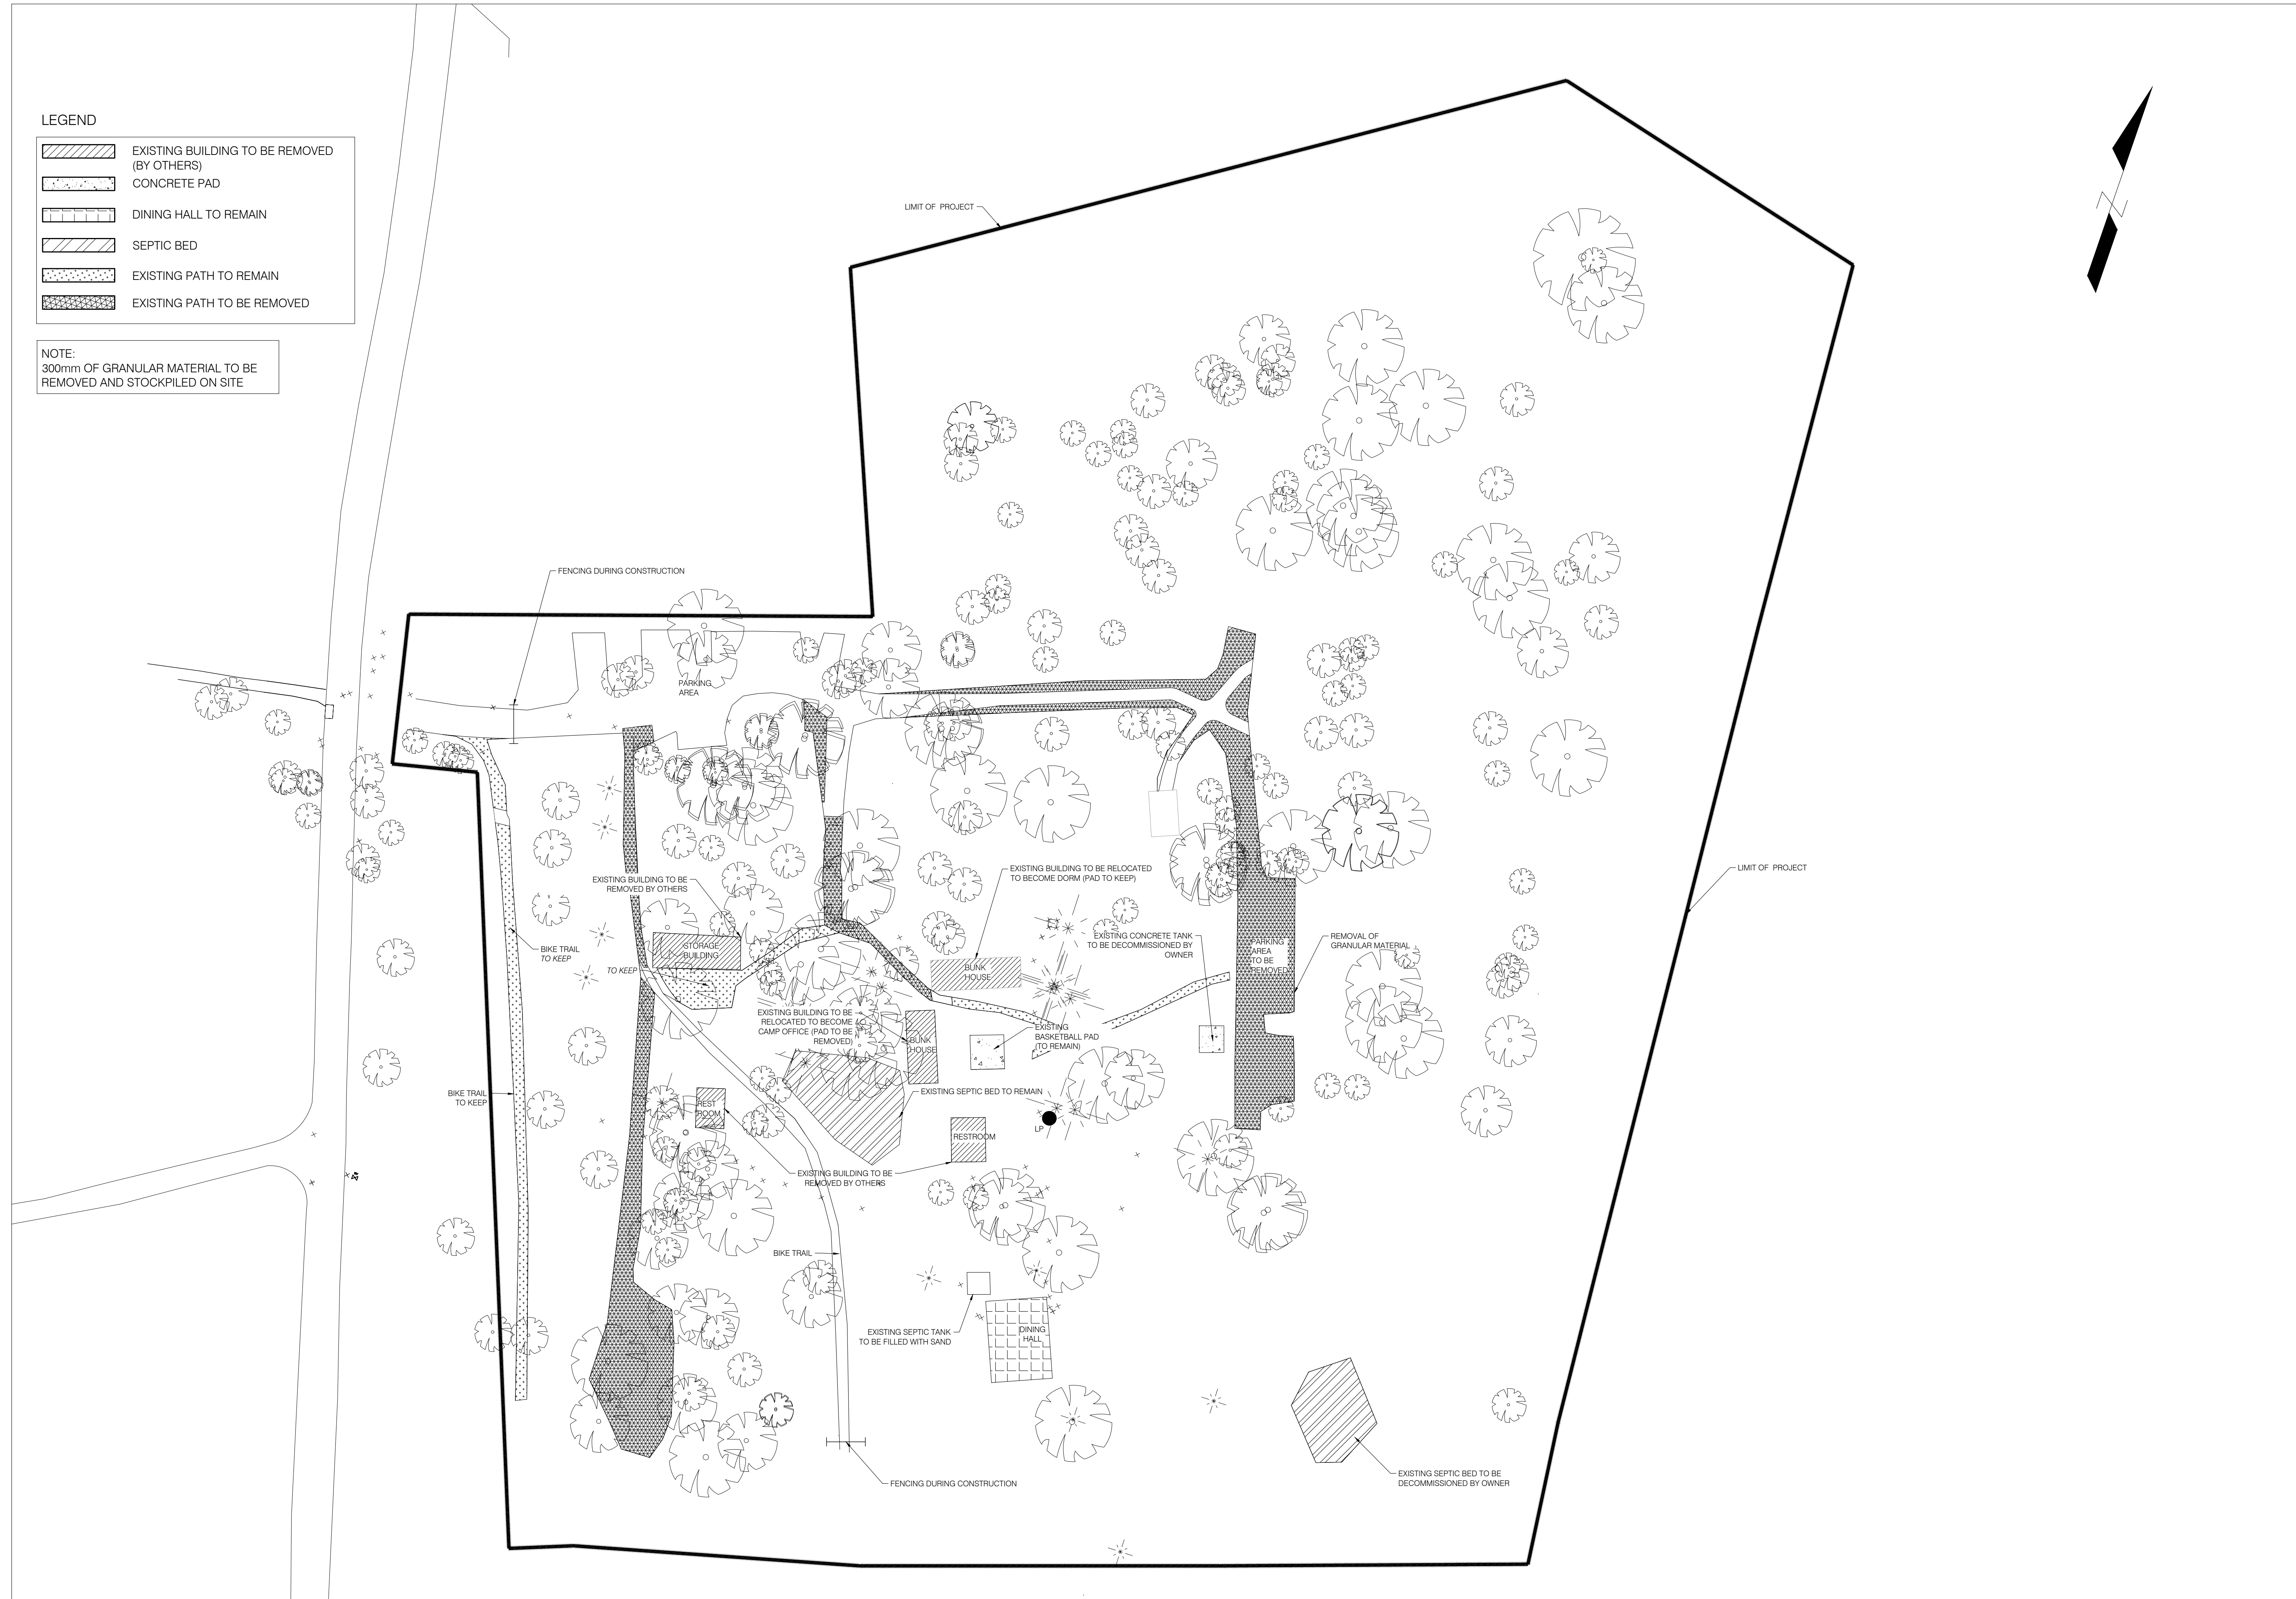 LEGEND
EXISTING BUILDING TO BE REMOVED
(BY OTHERS)
CONCRETE PAD
DINING HALL TO REMAIN
SEPTIC BED
EXISTING PATH TO REMAIN
EXISTING PATH TO BE REMOVED
NOTE:
300mm OF GRANULAR MATERIAL TO BE
REMOVED AND STOCKPILED ON SITE
LIMIT OF PROJECT
FENCING DURING CONSTRUCTION
PARKING
AREA
EXISTING BUILDING TO BE
REMOVED BY OTHERS
EXISTING BUILDING TO BE RELOCATED
TO BECOME DORM (PAD TO KEEP)
LIMIT OF PROJECT
BIKE TRAIL
TO KEEP
STORAGE
BUILDING
TO KEEP
EXISTING CONCRETE TANK
TO BE DECOMMISSIONED BY
OWNER
PARKING
AREA
TO BE
REMOVED
REMOVAL OF
GRANULAR MATERIAL
BUNK
HOUSE
EXISTING BUILDING TO BE
RELOCATED TO BECOME
CAMP OFFICE (PAD TO BE
REMOVED)
BUNK
HOUSE
EXISTING
BASKETBALL PAD
(TO REMAIN)
BIKE TRAIL
TO KEEP
REST
ROOM
EXISTING SEPTIC BED TO REMAIN
LP
RESTROOM
EXISTING BUILDING TO BE
REMOVED BY OTHERS
BIKE TRAIL
EXISTING SEPTIC TANK
TO BE FILLED WITH SAND
DINING
HALL
EXISTING SEPTIC BED TO BE
DECOMMISSIONED BY OWNER
FENCING DURING CONSTRUCTION